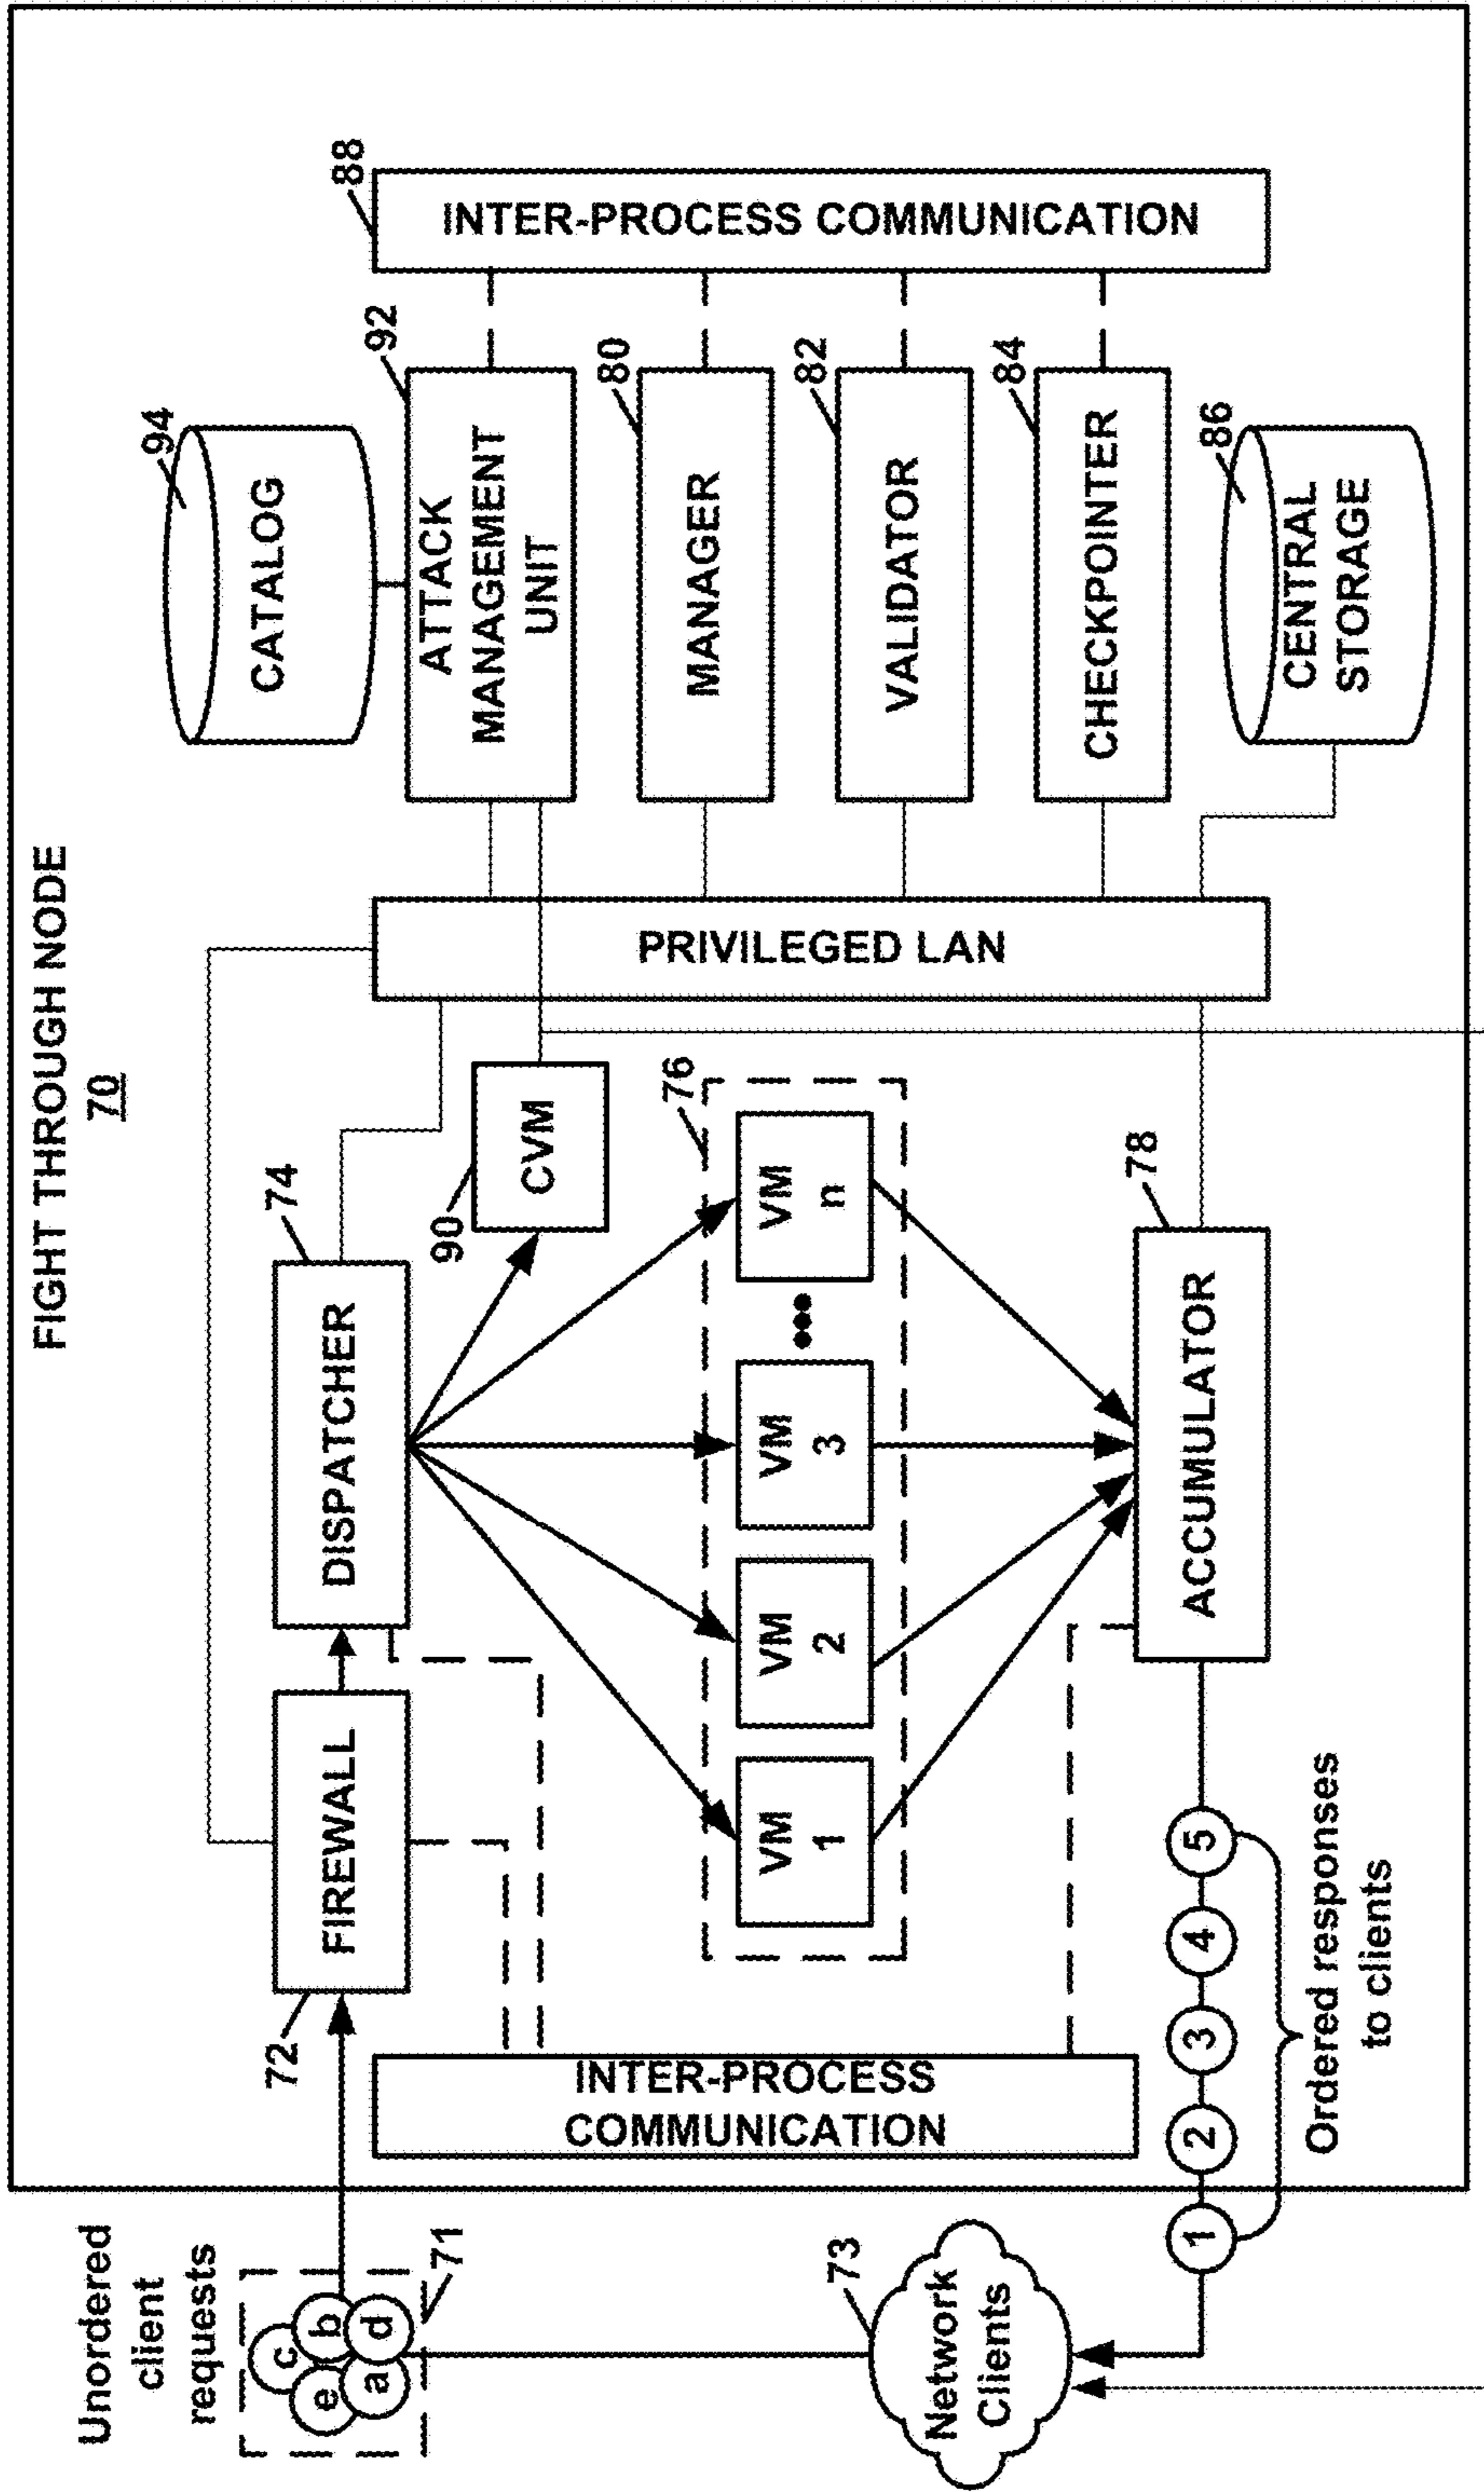 FIGHT THROUGH NODE
70
Unordered
client
requests
c
b
e
a
d
71
72
FIREWALL
74
DISPATCHER
90
CVM
94
CATALOG
92
ATTACK
MANAGEMENT
UNIT
88
INTER-PROCESS COMMUNICATION
INTER-PROCESS
COMMUNICATION
76
VM
1
VM
2
VM
3
VM
n
PRIVILEGED LAN
80
MANAGER
82
VALIDATOR
84
CHECKPOINTER
86
CENTRAL
STORAGE
73
Network
Clients
78
ACCUMULATOR
1
2
3
4
5
Ordered responses
to clients